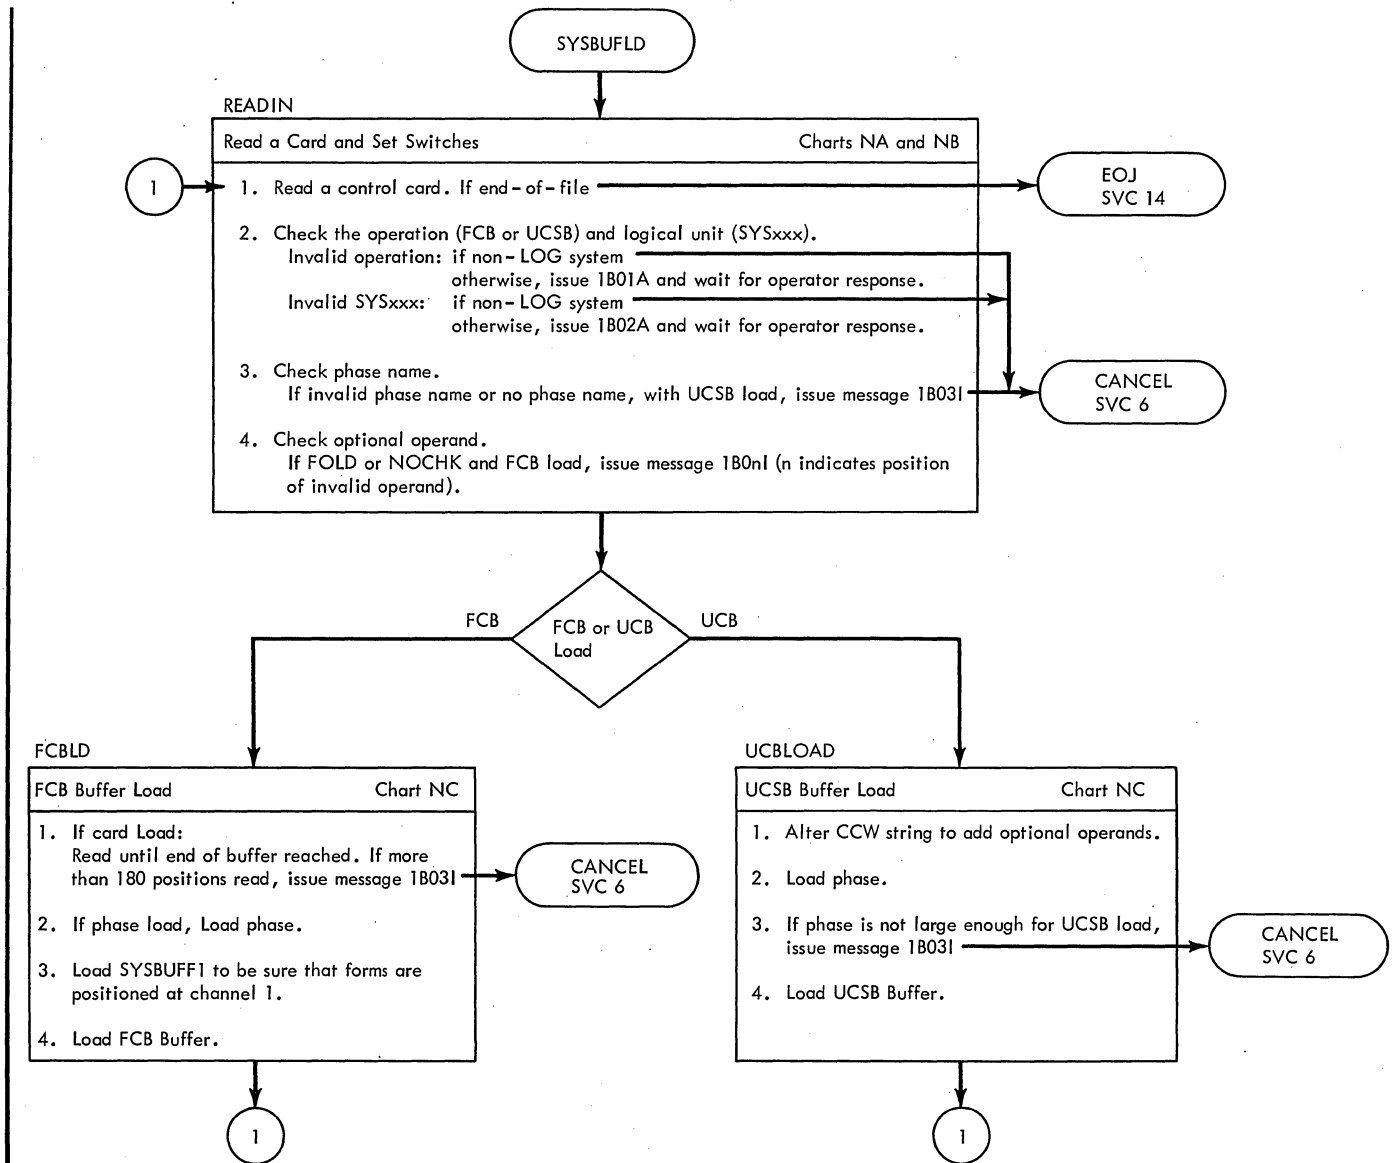 SYSBUFLD
READIN
Read a Card and Set Switches Charts NA and NB
1
1. Read a control card. If end-of-file
EOJ
SVC 14
2. Check the operation (FCB or UCSB) and logical unit (SYSxxx).
Invalid operation: if non-LOG system
otherwise, issue 1B01A and wait for operator response.
Invalid SYSxxx: if non-LOG system
otherwise, issue 1B02A and wait for operator response.
3. Check phase name.
If invalid phase name or no phase name, with UCSB load, issue message 1B03I
CANCEL
SVC 6
4. Check optional operand.
If FOLD or NOCHK and FCB load, issue message 1B0nI (n indicates position
of invalid operand).
FCB
FCB or UCB
Load
UCB
FCBLD
FCB Buffer Load Chart NC
1. If card Load:
Read until end of buffer reached. If more
than 180 positions read, issue message 1B03I
CANCEL
SVC 6
2. If phase load, Load phase.
3. Load SYSBUFF1 to be sure that forms are
positioned at channel 1.
4. Load FCB Buffer.
1
UCBLOAD
UCSB Buffer Load Chart NC
1. Alter CCW string to add optional operands.
2. Load phase.
3. If phase is not large enough for UCSB load,
issue message 1B03I
CANCEL
SVC 6
4. Load UCSB Buffer.
1